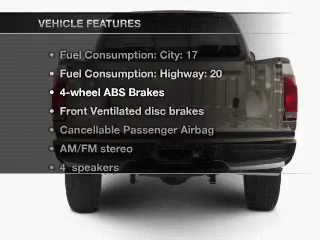 VEHICLE FEATURES
• Fuel Consumption: City: 17
• Fuel Consumption: Highway: 20
• 4-wheel ABS Brakes
• Front Ventilated disc brakes
• Cancellable Passenger Airbag
• AM/FM stereo
• 4 speakers